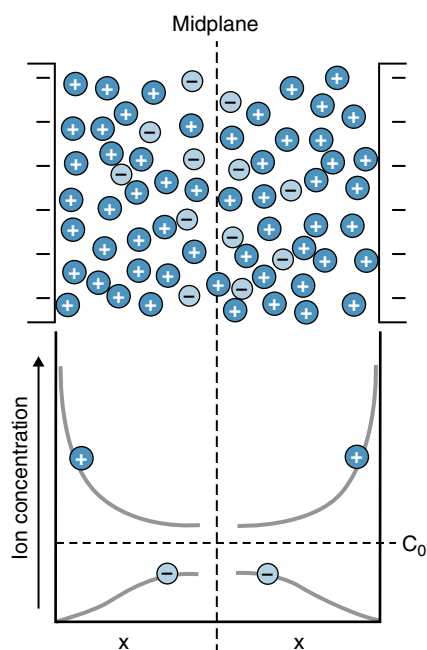 Midplane
Ion concentration
C₀
x
x